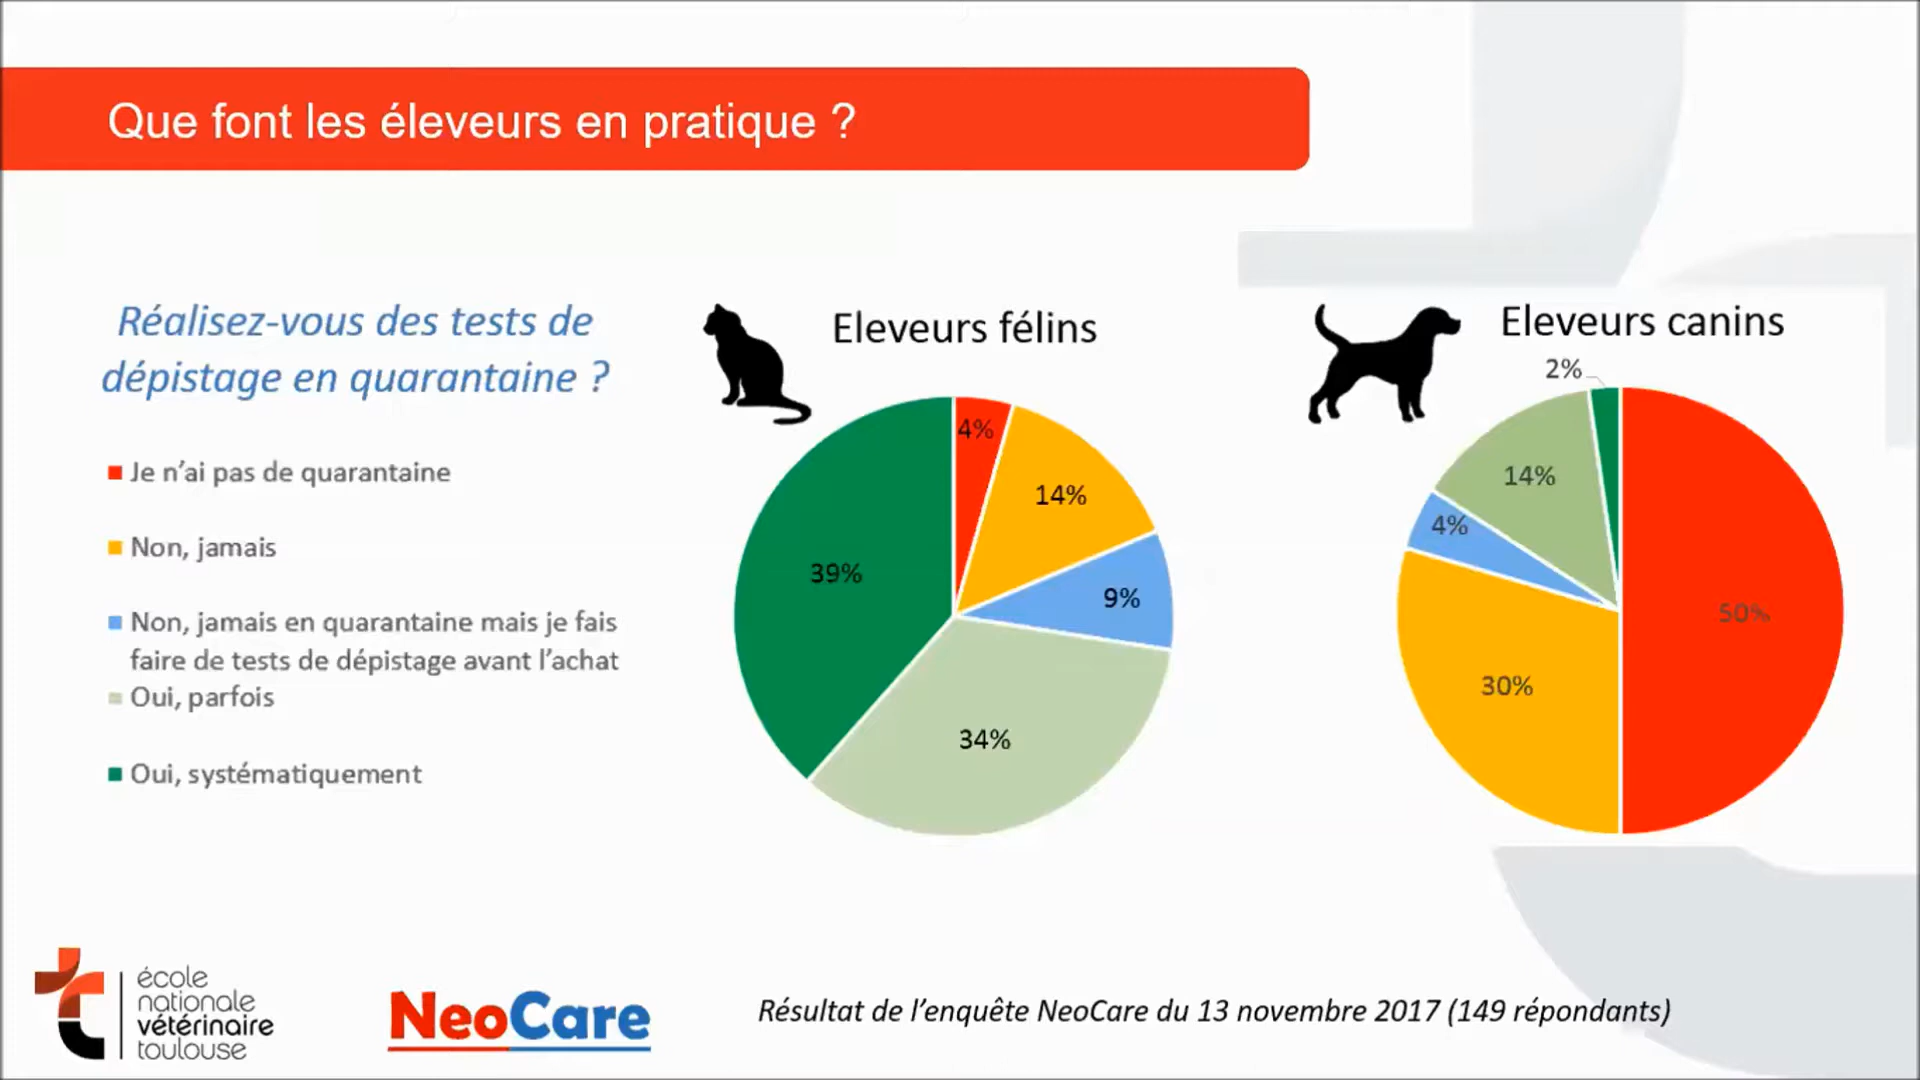 Que font les éleveurs en pratique ?
Réalisez-vous des tests de
dépistage en quarantaine ?
Je n'ai pas de quarantaine
Non, jamais
Non, jamais en quarantaine mais je fais
faire de tests de dépistage avant l'achat
Oui, parfois
Oui, systématiquement
Eleveurs félins
4%
14%
9%
34%
39%
Eleveurs canins
2%
14%
4%
30%
50%
école
nationale
vétérinaire
toulouse
NeoCare
Résultat de l'enquête NeoCare du 13 novembre 2017 (149 répondants)